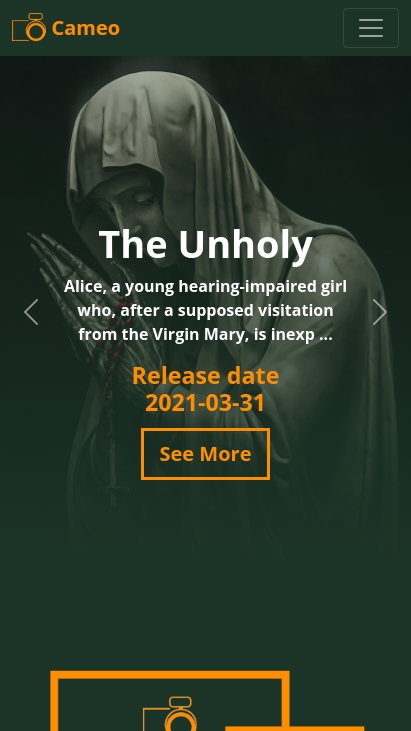 Cameo
The Unholy
Alice, a young hearing-impaired girl
who, after a supposed visitation
from the Virgin Mary, is inexp ...
Release date
2021-03-31
See More